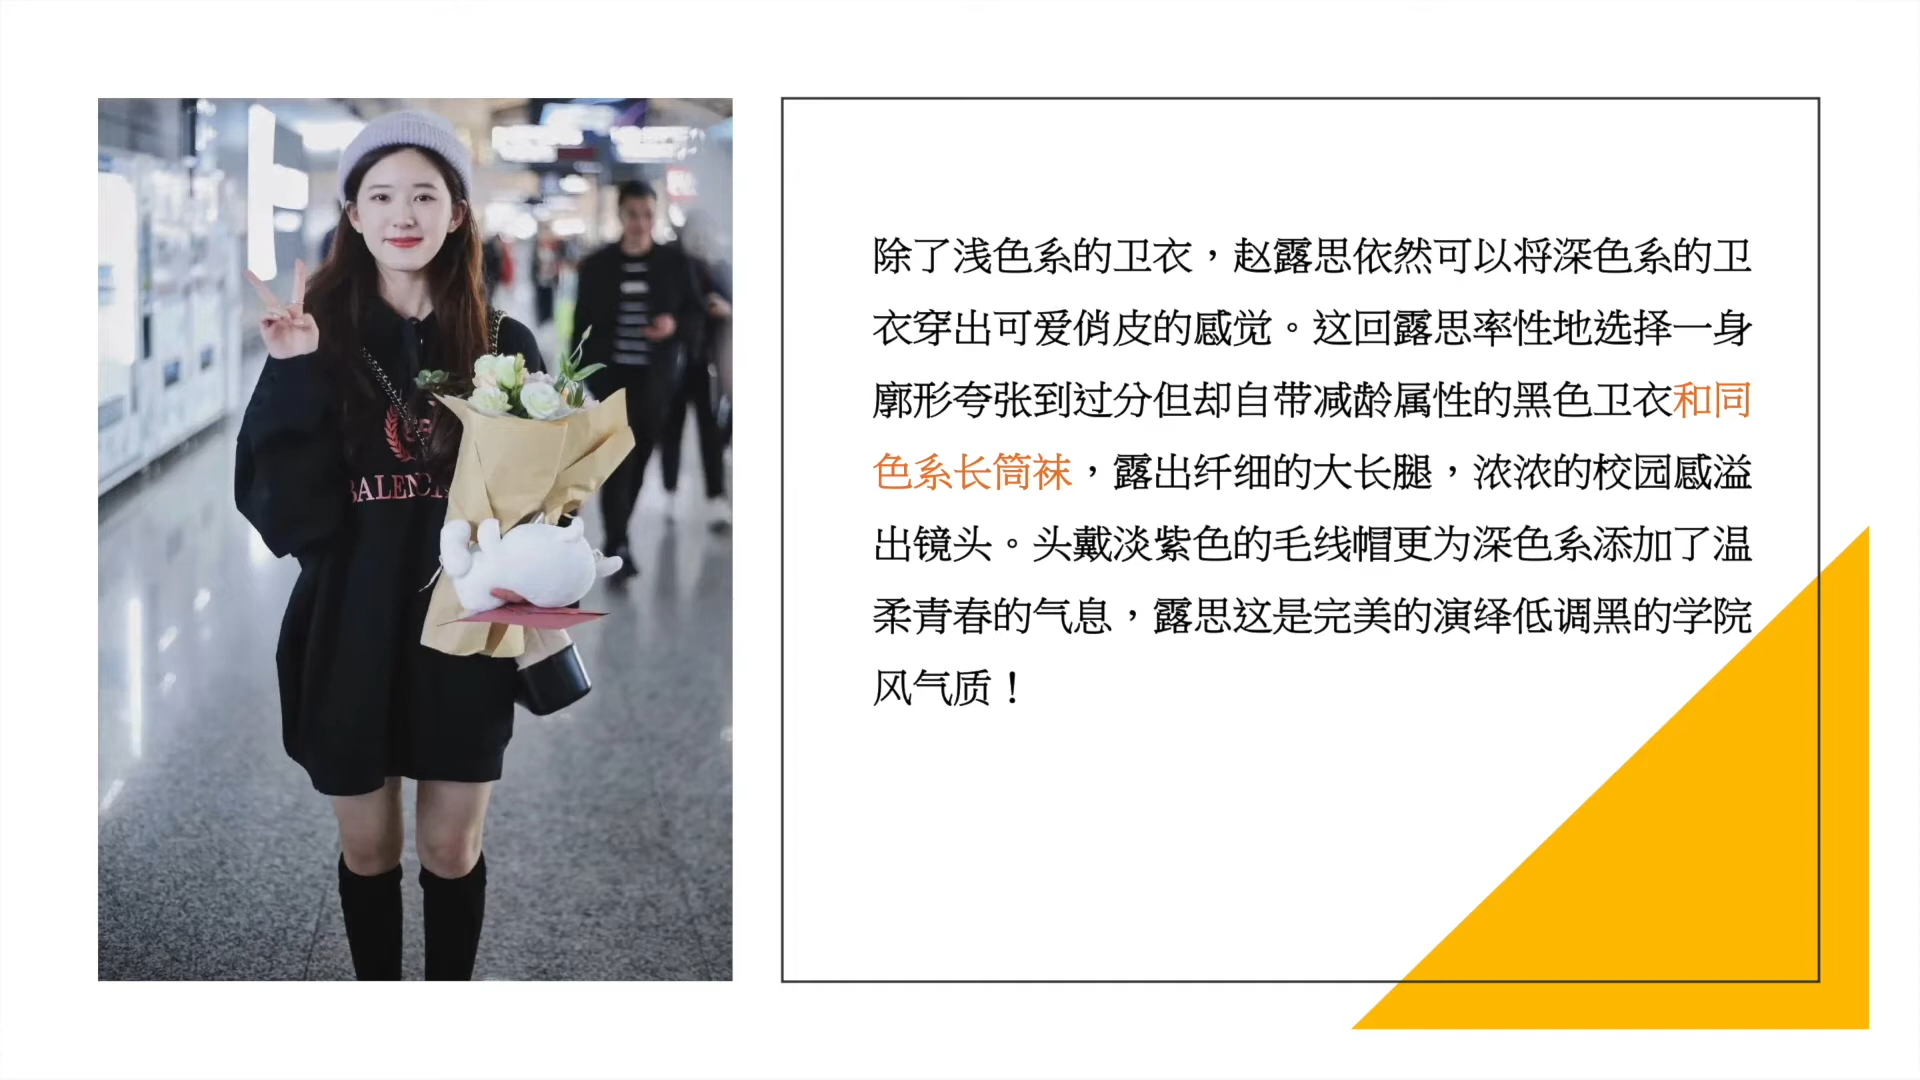 除了浅色系的卫衣，赵露思依然可以将深色系的卫
衣穿出可爱俏皮的感觉。这回露思率性地选择一身
廓形夸张到过分但却自带减龄属性的黑色卫衣和同
色系长筒袜，露出纤细的大长腿，浓浓的校园感溢
出镜头。头戴淡紫色的毛线帽更为深色系添加了温
柔青春的气息，露思这是完美的演绎低调黑的学院
风气质！
BALENCIA